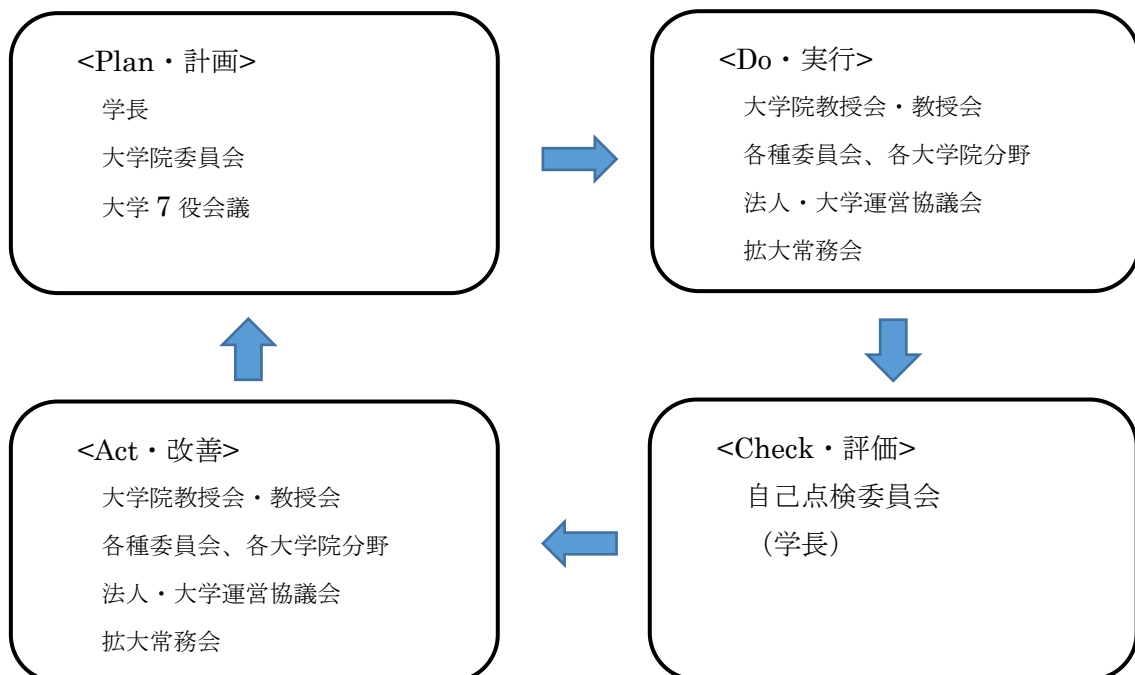 <Plan・計画>
学長
大学院委員会
大学 7 役会議
<Do・実行>
大学院教授会・教授会
各種委員会、各大学院分野
法人・大学運営協議会
拡大常務会
<Act・改善>
大学院教授会・教授会
各種委員会、各大学院分野
法人・大学運営協議会
拡大常務会
<Check・評価>
自己点検委員会
（学長）